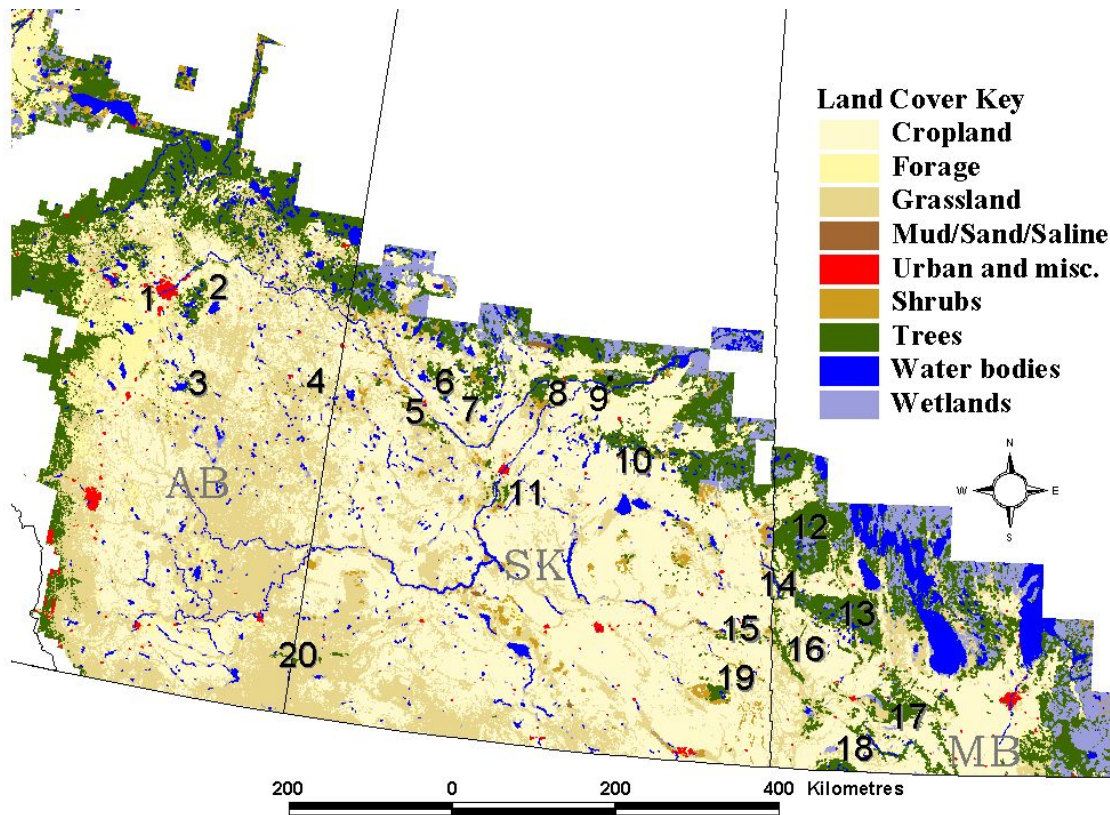 Land Cover Key
Cropland
Forage
Grassland
Mud/Sand/Saline
Urban and misc.
Shrubs
Trees
Water bodies
Wetlands
N
W E
S
1 2
3 4
5 6 7 8 9
10
11
AB
SK
12
13
14
15
16
17
18
19
20
MB
200 0 200 400 Kilometres